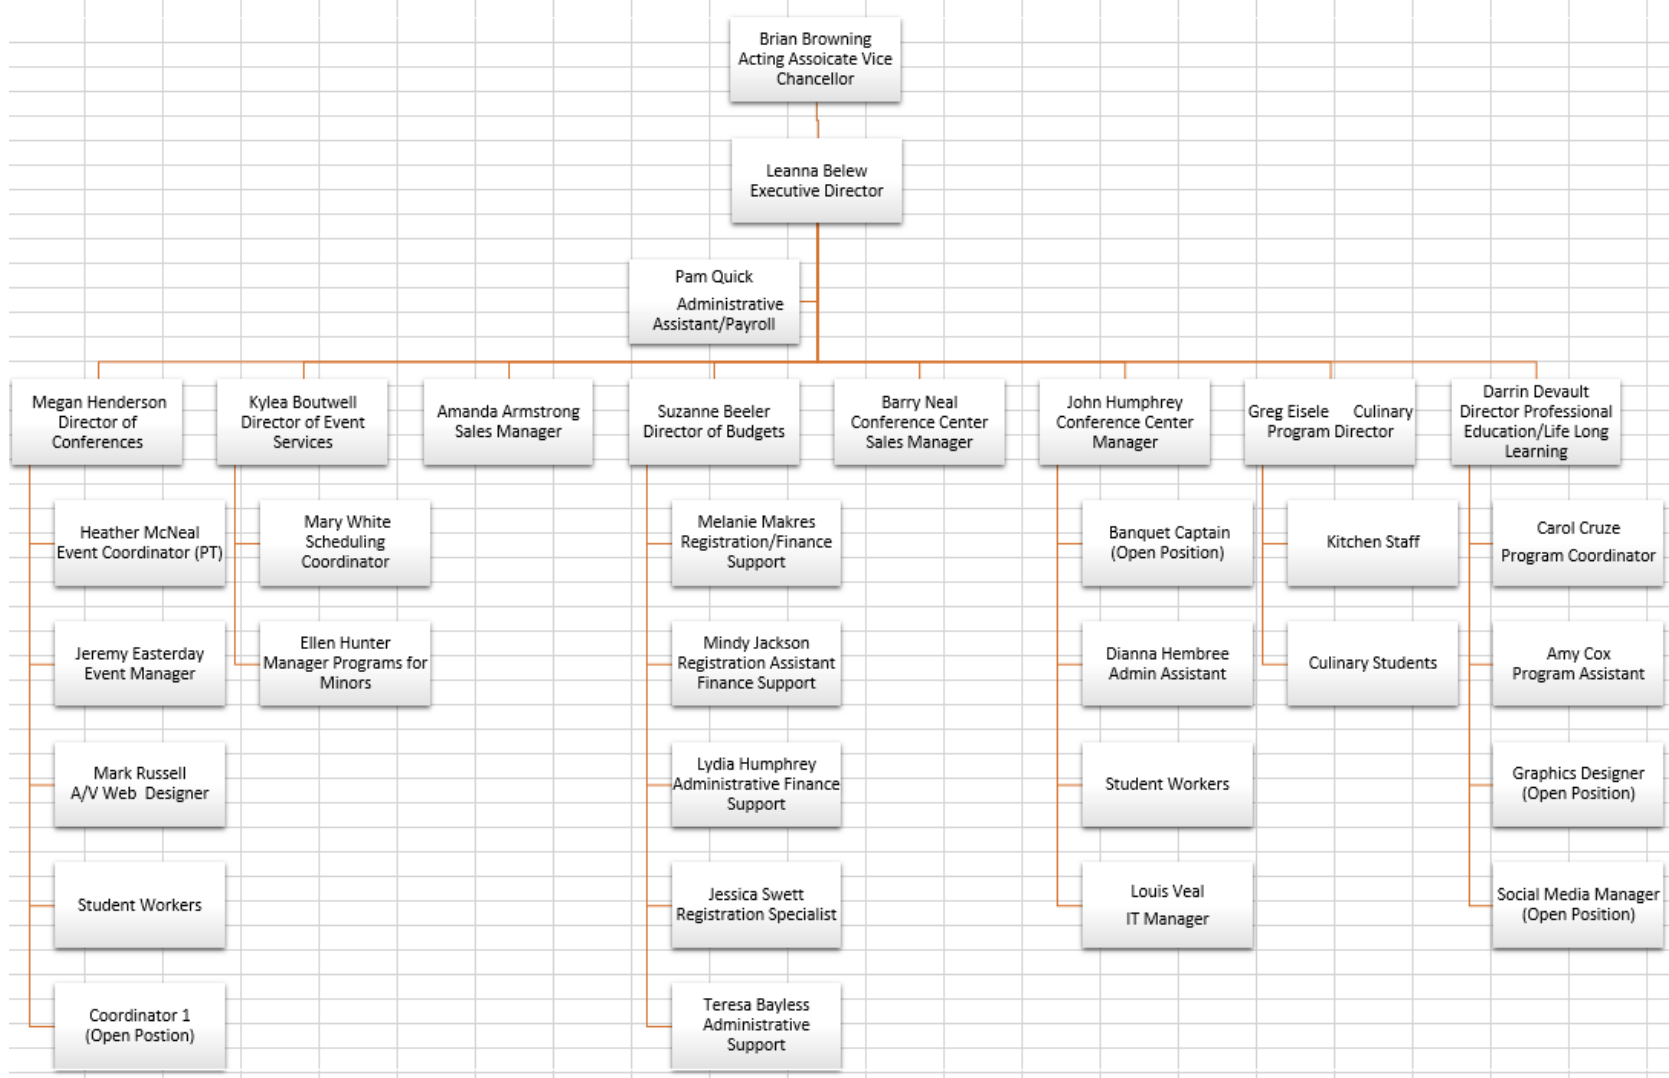 Brian Browning
Acting Assoicate Vice
Chancellor
Leanna Belew
Executive Director
Pam Quick
Administrative
Assistant/Payroll
Megan Henderson
Director of
Conferences
Kylea Boutwell
Director of Event
Services
Amanda Armstrong
Sales Manager
Suzanne Beeler
Director of Budgets
Barry Neal
Conference Center
Sales Manager
John Humphrey
Conference Center
Manager
Greg Eisele Culinary
Program Director
Darrin Devault
Director Professional
Education/Life Long
Learning
Heather McNeal
Event Coordinator (PT)
Jeremy Easterday
Event Manager
Mark Russell
A/V Web Designer
Student Workers
Coordinator 1
(Open Postion)
Mary White
Scheduling
Coordinator
Ellen Hunter
Manager Programs for
Minors
Melanie Makres
Registration/Finance
Support
Mindy Jackson
Registration Assistant
Finance Support
Lydia Humphrey
Administrative Finance
Support
Jessica Swett
Registration Specialist
Teresa Bayless
Administrative
Support
Banquet Captain
(Open Position)
Dianna Hembree
Admin Assistant
Student Workers
Louis Veal
IT Manager
Kitchen Staff
Culinary Students
Carol Cruze
Program Coordinator
Amy Cox
Program Assistant
Graphics Designer
(Open Position)
Social Media Manager
(Open Position)